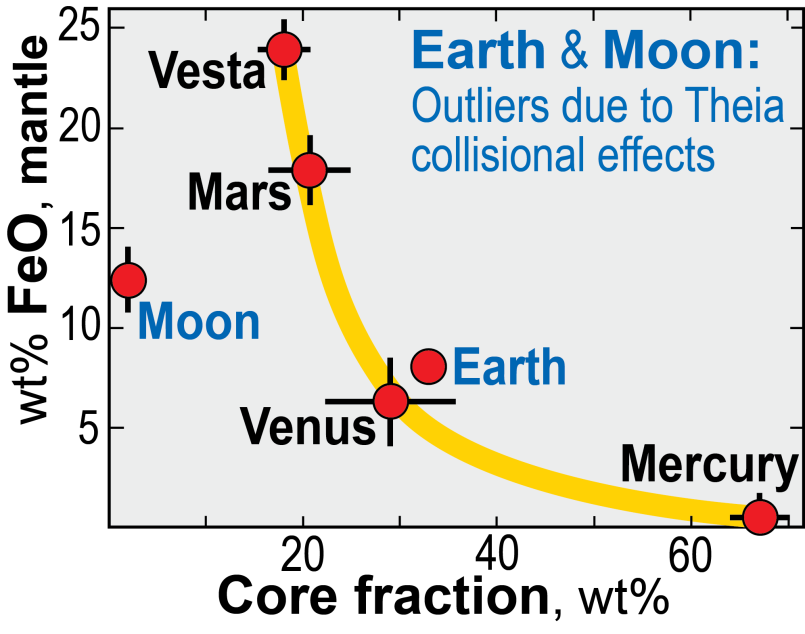 25
20
15
10
5
wt% FeO, mantle
Vesta
Earth & Moon:
Outliers due to Theia
collisional effects
Mars
Moon
Earth
Venus
Mercury
20 40 60
Core fraction, wt%